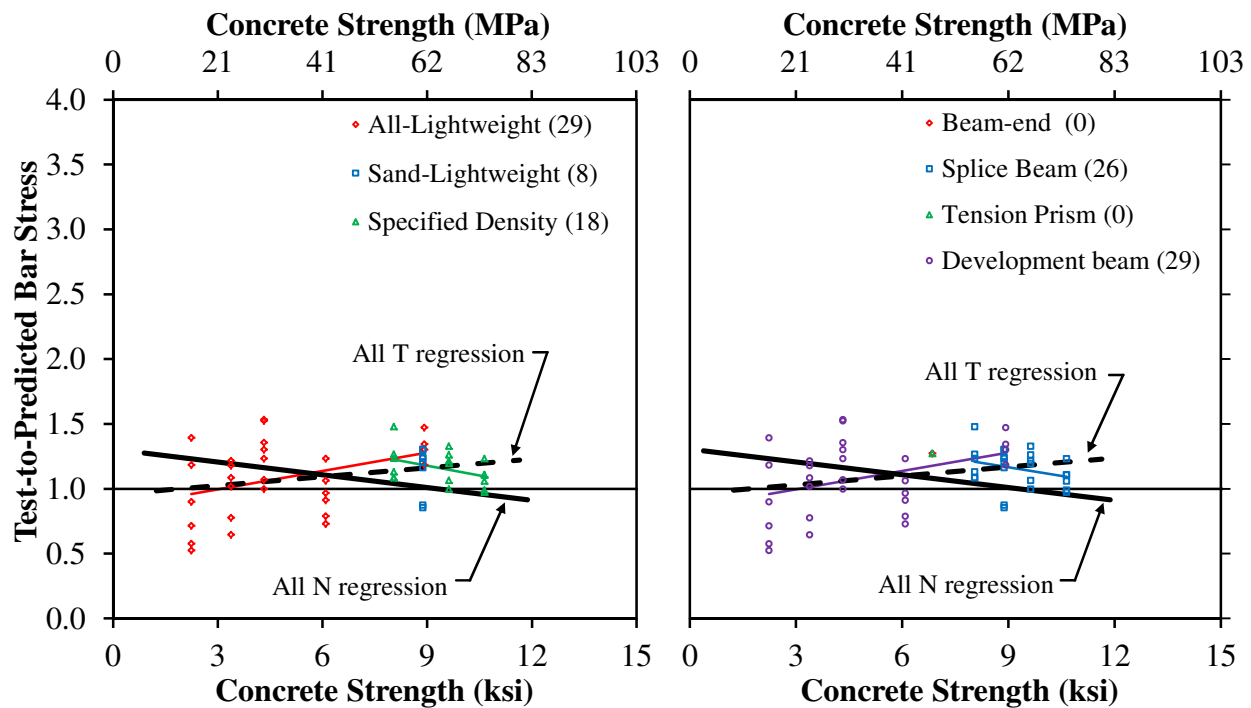 Concrete Strength (MPa)
0 21 41 62 83 103
4.0
3.5
3.0
2.5
2.0
1.5
1.0
0.5
0.0
Test-to-Predicted Bar Stress
All-Lightweight (29)
Sand-Lightweight (8)
Specified Density (18)
All T regression
All N regression
0 3 6 9 12 15
Concrete Strength (ksi)
Concrete Strength (MPa)
0 21 41 62 83 103
Beam-end (0)
Splice Beam (26)
Tension Prism (0)
Development beam (29)
All T regression
All N regression
0 3 6 9 12 15
Concrete Strength (ksi)